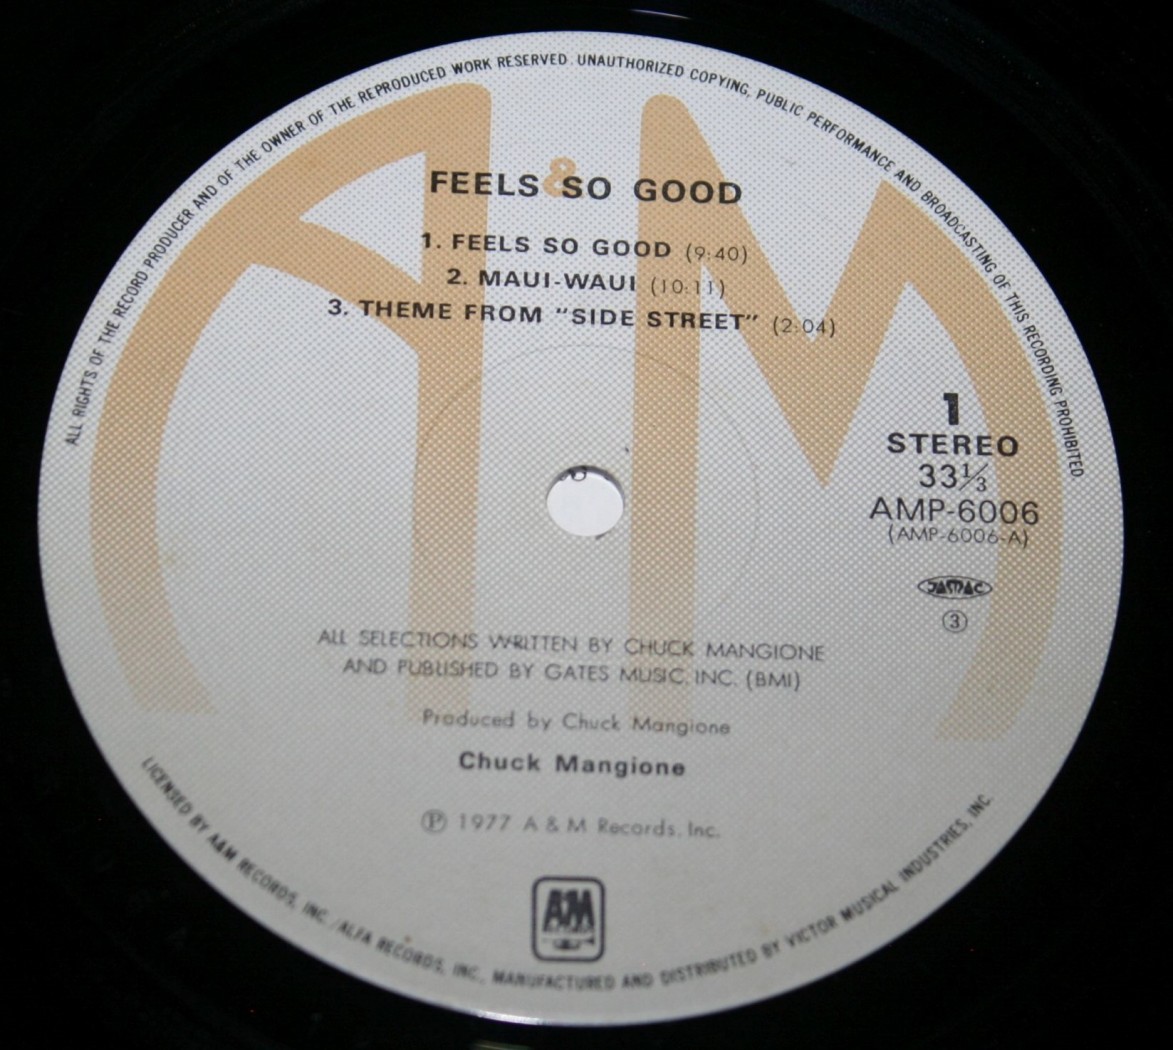 ALL RIGHTS OF THE RECORD PRODUCER AND OF THE OWNER OF THE REPRODUCED WORK RESERVED. UNAUTHORIZED COPYING, PUBLIC PERFORMANCE AND BROADCASTING OF THIS RECORDING PROHIBITED
A&M
FEELS SO GOOD
1. FEELS SO GOOD (9:40)
2. MAUI-WAUI (10:11)
3. THEME FROM "SIDE STREET" (2:04)
1
STEREO
33⅓
AMP-6006
(AMP-6006-A)
JAMAC
③
ALL SELECTIONS WRITTEN BY CHUCK MANGIONE
AND PUBLISHED BY GATES MUSIC, INC. (BMI)
Produced by Chuck Mangione
Chuck Mangione
℗ 1977 A & M Records, Inc.
A&M
LICENSED BY A&M RECORDS, INC./ALFA RECORDS, INC., MANUFACTURED AND DISTRIBUTED BY VICTOR MUSICAL INDUSTRIES, INC.